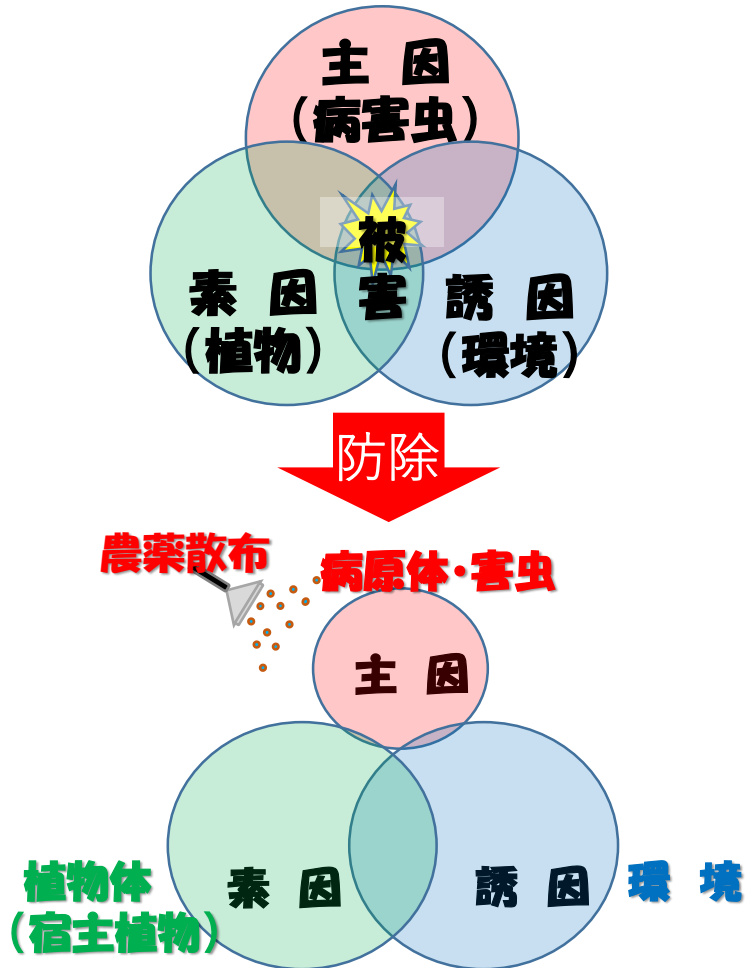 主 因
(病害虫)
被
害
素 因
(植物)
誘 因
(環境)
防除
農薬散布
病原体・害虫
主 因
素 因
誘 因
植物体
(宿主植物)
環 境